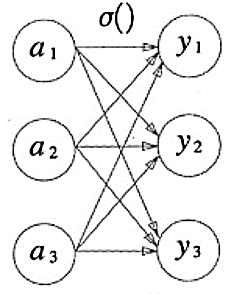 σ()
a₁ y₁
a₂ y₂
a₃ y₃